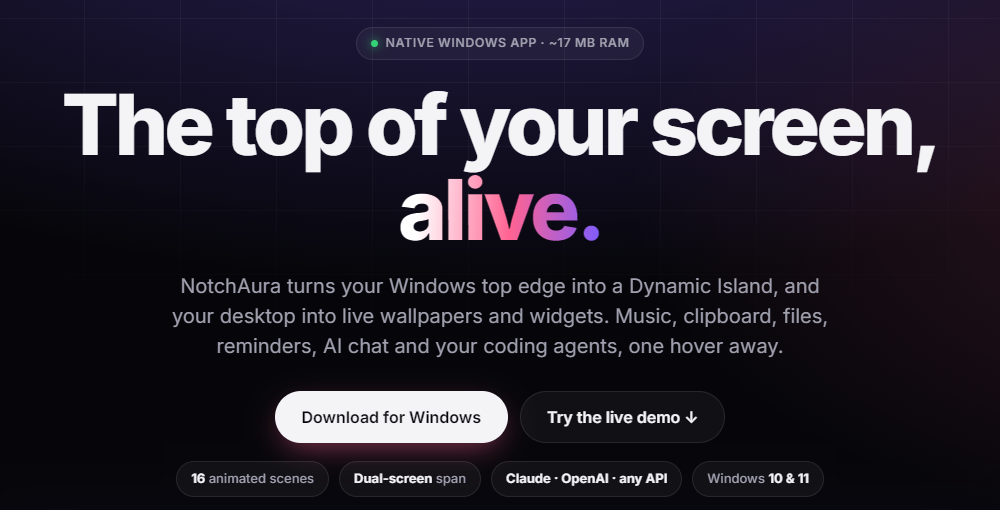 NATIVE WINDOWS APP · ~17 MB RAM
The top of your screen,
alive.
NotchAura turns your Windows top edge into a Dynamic Island, and
your desktop into live wallpapers and widgets. Music, clipboard, files,
reminders, AI chat and your coding agents, one hover away.
Download for Windows
Try the live demo ↓
16 animated scenes
Dual-screen span
Claude · OpenAI · any API
Windows 10 & 11